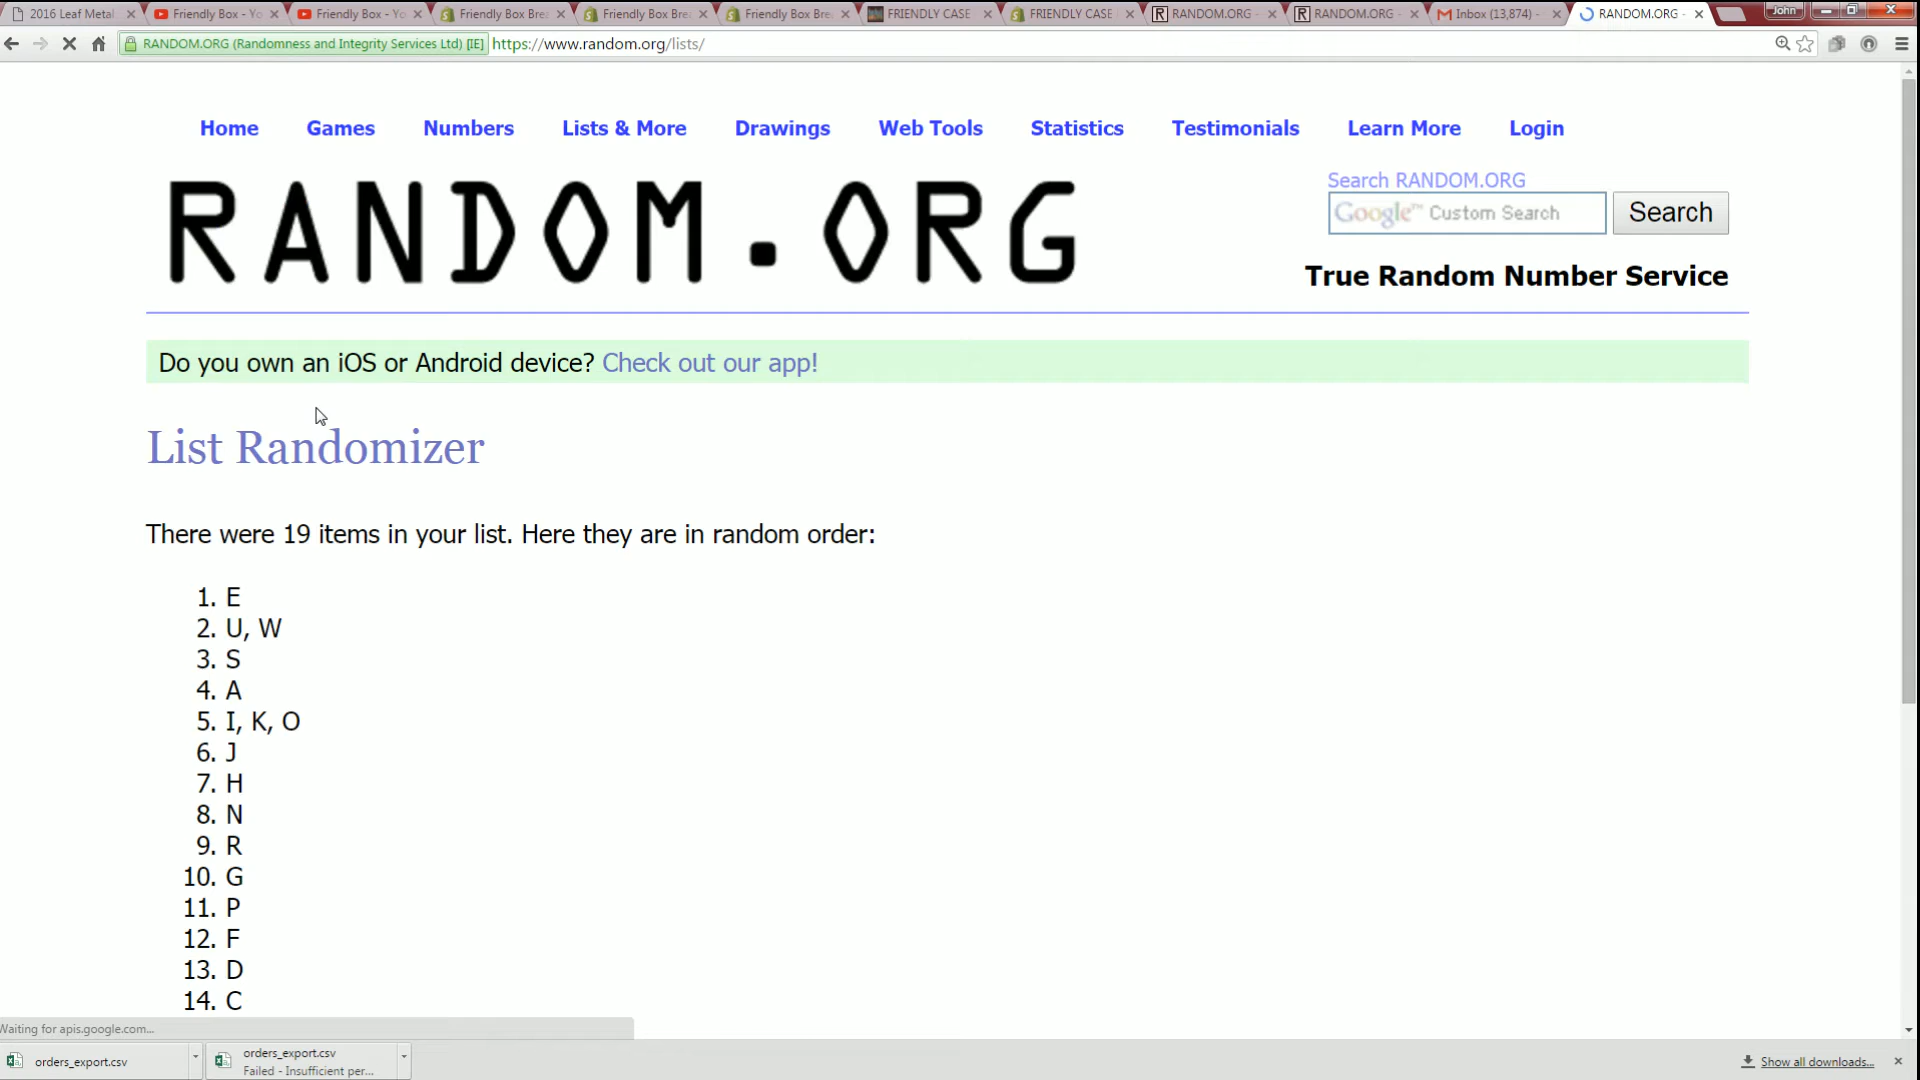 2016 Leaf Metal
Friendly Box - Yo
Friendly Box - Yo
Friendly Box Brea
Friendly Box Brea
Friendly Box Brea
FRIENDLY CASE
FRIENDLY CASE
RANDOM.ORG -
RANDOM.ORG -
Inbox (13,874) -
RANDOM.ORG -
John
RANDOM.ORG (Randomness and Integrity Services Ltd) [IE] https://www.random.org/lists/
Home Games Numbers Lists & More Drawings Web Tools Statistics Testimonials Learn More Login
RANDOM.ORG
Search RANDOM.ORG
Google™ Custom Search Search
True Random Number Service
Do you own an iOS or Android device? Check out our app!
List Randomizer
There were 19 items in your list. Here they are in random order:
1. E
2. U, W
3. S
4. A
5. I, K, O
6. J
7. H
8. N
9. R
10. G
11. P
12. F
13. D
14. C
Waiting for apis.google.com...
orders_export.csv
orders_export.csv
Failed - Insufficient per...
Show all downloads...